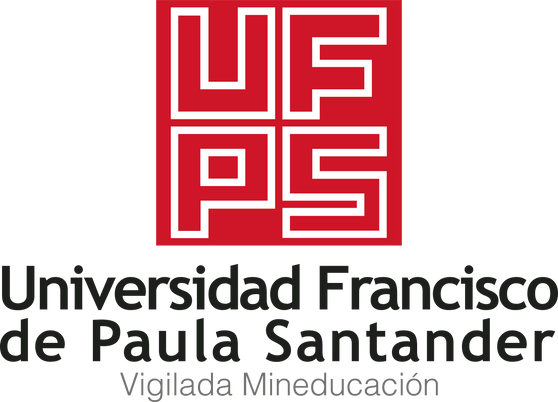 UF
PS
Universidad Francisco
de Paula Santander
Vigilada Mineducación